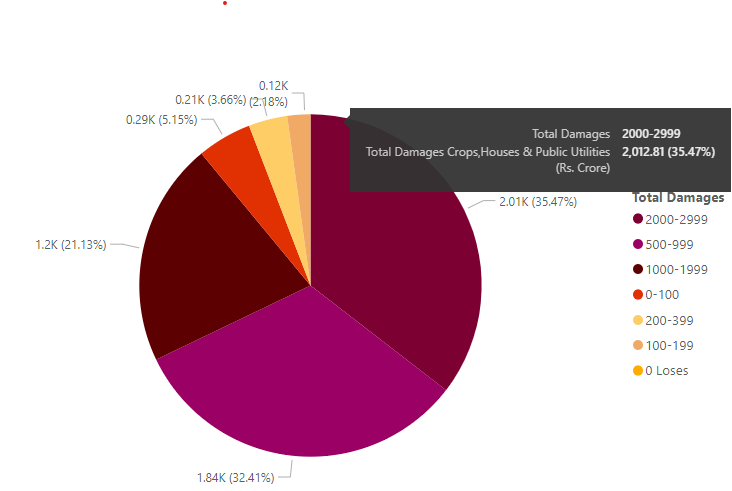 0.12K
(2.18%)
0.21K (3.66%)
0.29K (5.15%)
1.2K (21.13%)
1.84K (32.41%)
2.01K (35.47%)
Total Damages 2000-2999
Total Damages Crops,Houses & Public Utilities 2,012.81 (35.47%)
(Rs. Crore)
Total Damages
2000-2999
500-999
1000-1999
0-100
200-399
100-199
0 Loses